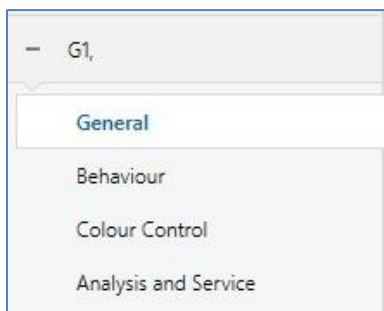 G1,
General
Behaviour
Colour Control
Analysis and Service